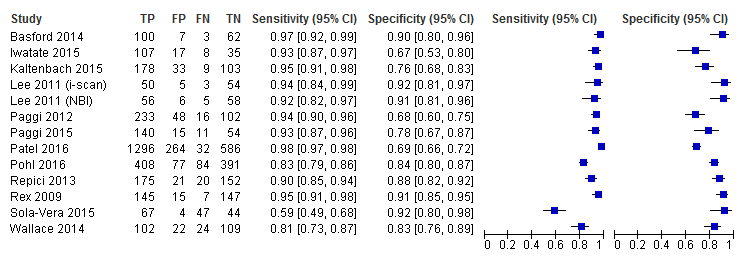 Study TP FP FN TN Sensitivity (95% CI) Specificity (95% CI) Sensitivity (95% CI) Specificity (95% CI)
Basford 2014 100 7 3 62 0.97 [0.92, 0.99] 0.90 [0.80, 0.96]
Iwatate 2015 107 17 8 35 0.93 [0.87, 0.97] 0.67 [0.53, 0.80]
Kaltenbach 2015 178 33 9 103 0.95 [0.91, 0.98] 0.76 [0.68, 0.83]
Lee 2011 (i-scan) 50 5 3 54 0.94 [0.84, 0.99] 0.92 [0.81, 0.97]
Lee 2011 (NBI) 56 6 5 58 0.92 [0.82, 0.97] 0.91 [0.81, 0.96]
Paggi 2012 233 48 16 102 0.94 [0.90, 0.96] 0.68 [0.60, 0.75]
Paggi 2015 140 15 11 54 0.93 [0.87, 0.96] 0.78 [0.67, 0.87]
Patel 2016 1296 264 32 586 0.98 [0.97, 0.98] 0.69 [0.66, 0.72]
Pohl 2016 408 77 84 391 0.83 [0.79, 0.86] 0.84 [0.80, 0.87]
Repici 2013 175 21 20 152 0.90 [0.85, 0.94] 0.88 [0.82, 0.92]
Rex 2009 145 15 7 147 0.95 [0.91, 0.98] 0.91 [0.85, 0.95]
Sola-Vera 2015 67 4 47 44 0.59 [0.49, 0.68] 0.92 [0.80, 0.98]
Wallace 2014 102 22 24 109 0.81 [0.73, 0.87] 0.83 [0.76, 0.89]
0 0.2 0.4 0.6 0.8 1 0 0.2 0.4 0.6 0.8 1